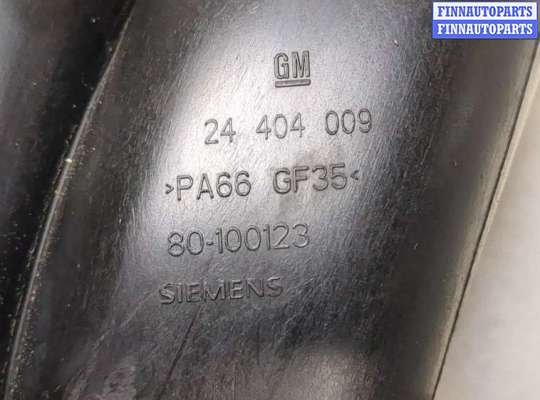 FINNAUTOPARTS
FINNAUTOPARTS
GM
24 404 009
>PA66 GF35<
80-100123
SIEMENS